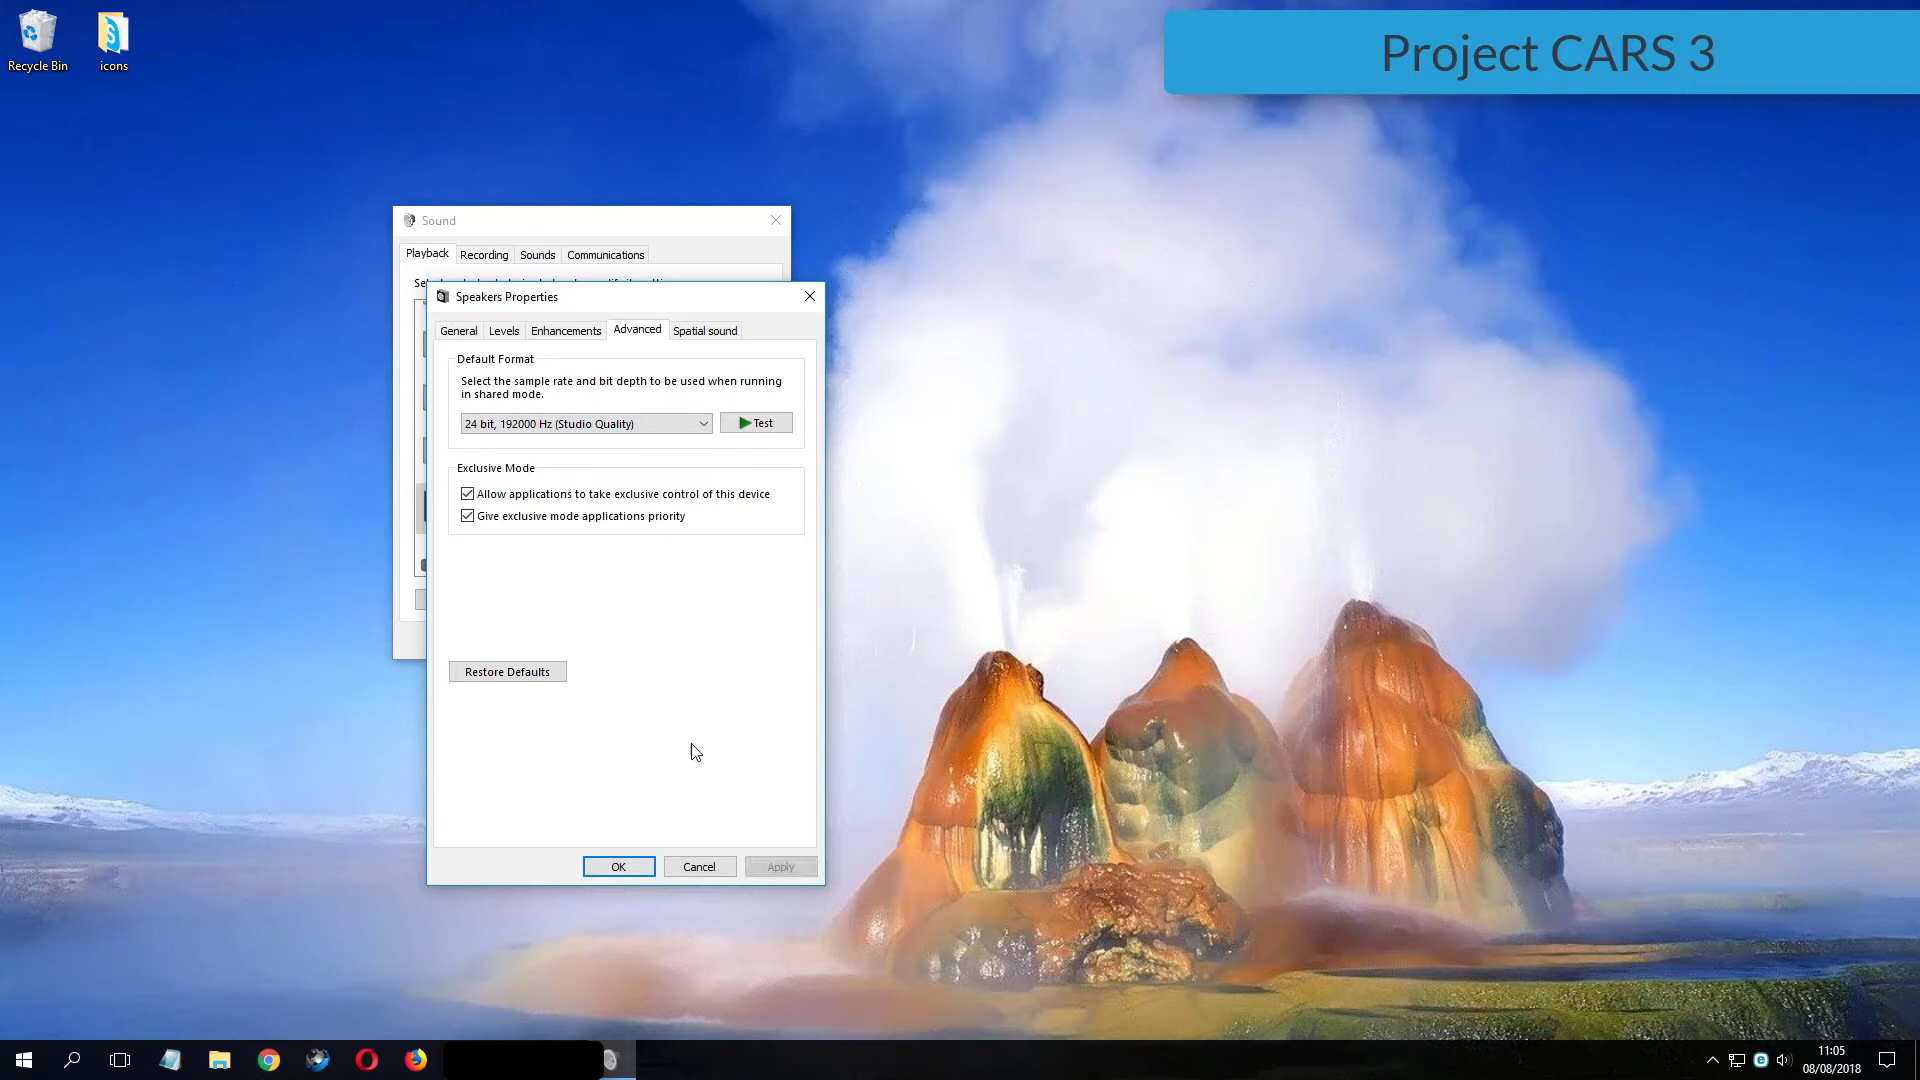 Recycle Bin
icons
Project CARS 3
Sound
Playback
Recording
Sounds
Communications
Speakers Properties
General
Levels
Enhancements
Advanced
Spatial sound
Default Format
Select the sample rate and bit depth to be used when running
in shared mode.
24 bit, 192000 Hz (Studio Quality)
Test
Exclusive Mode
Allow applications to take exclusive control of this device
Give exclusive mode applications priority
Restore Defaults
OK
Cancel
Apply
11:05
08/08/2018